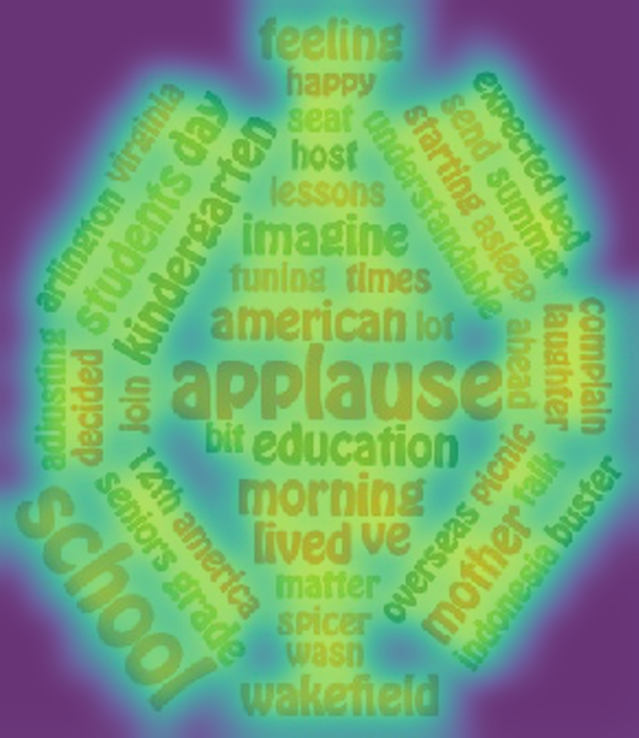 feeling
happy
seat
host
lessons
imagine
tuning times
american lot
applause
bit education
morning
lived ve
matter
spicer
wasn
wakefield
arlington virginia
students day
kindergarten
expected bed
send summer
starting asleep
understandable
adjusting
decided
join
ahead
laughter
complain
12th america
seniors grade
school
overseas picnic
mother talk
indonesia buster